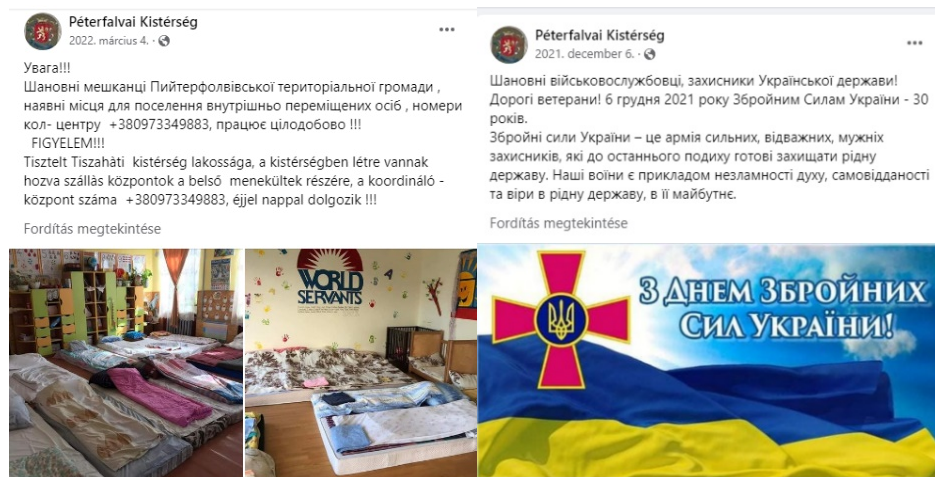 Péterfalvai Kistérség
2022. március 4. ·
Увага!!!
Шановні мешканці Пийтерфолвівської територіальної громади ,
наявні місця для поселення внутрішньо переміщених осіб , номери
кол- центру +380973349883, працює цілодобово !!!
FIGYELEM!!!
Tisztelt Tiszahàti kistérség lakossága, a kistérségben létre vannak
hozva szállàs központok a belső menekültek részére, a koordináló -
központ száma +380973349883, éjjel nappal dolgozik !!!
Fordítás megtekintése
WORLD
SERVANTS
Péterfalvai Kistérség
2021. december 6. ·
Шановні військовослужбовці, захисники Української держави!
Дорогі ветерани! 6 грудня 2021 року Збройним Силам України - 30
років.
Збройні сили України – це армія сильних, відважних, мужніх
захисників, які до останнього подиху готові захищати рідну
державу. Наші воїни є прикладом незламності духу, самовідданості
та віри в рідну державу, в її майбутнє.
Fordítás megtekintése
З ДНЕМ ЗБРОЙНИХ
СИЛ УКРАЇНИ!